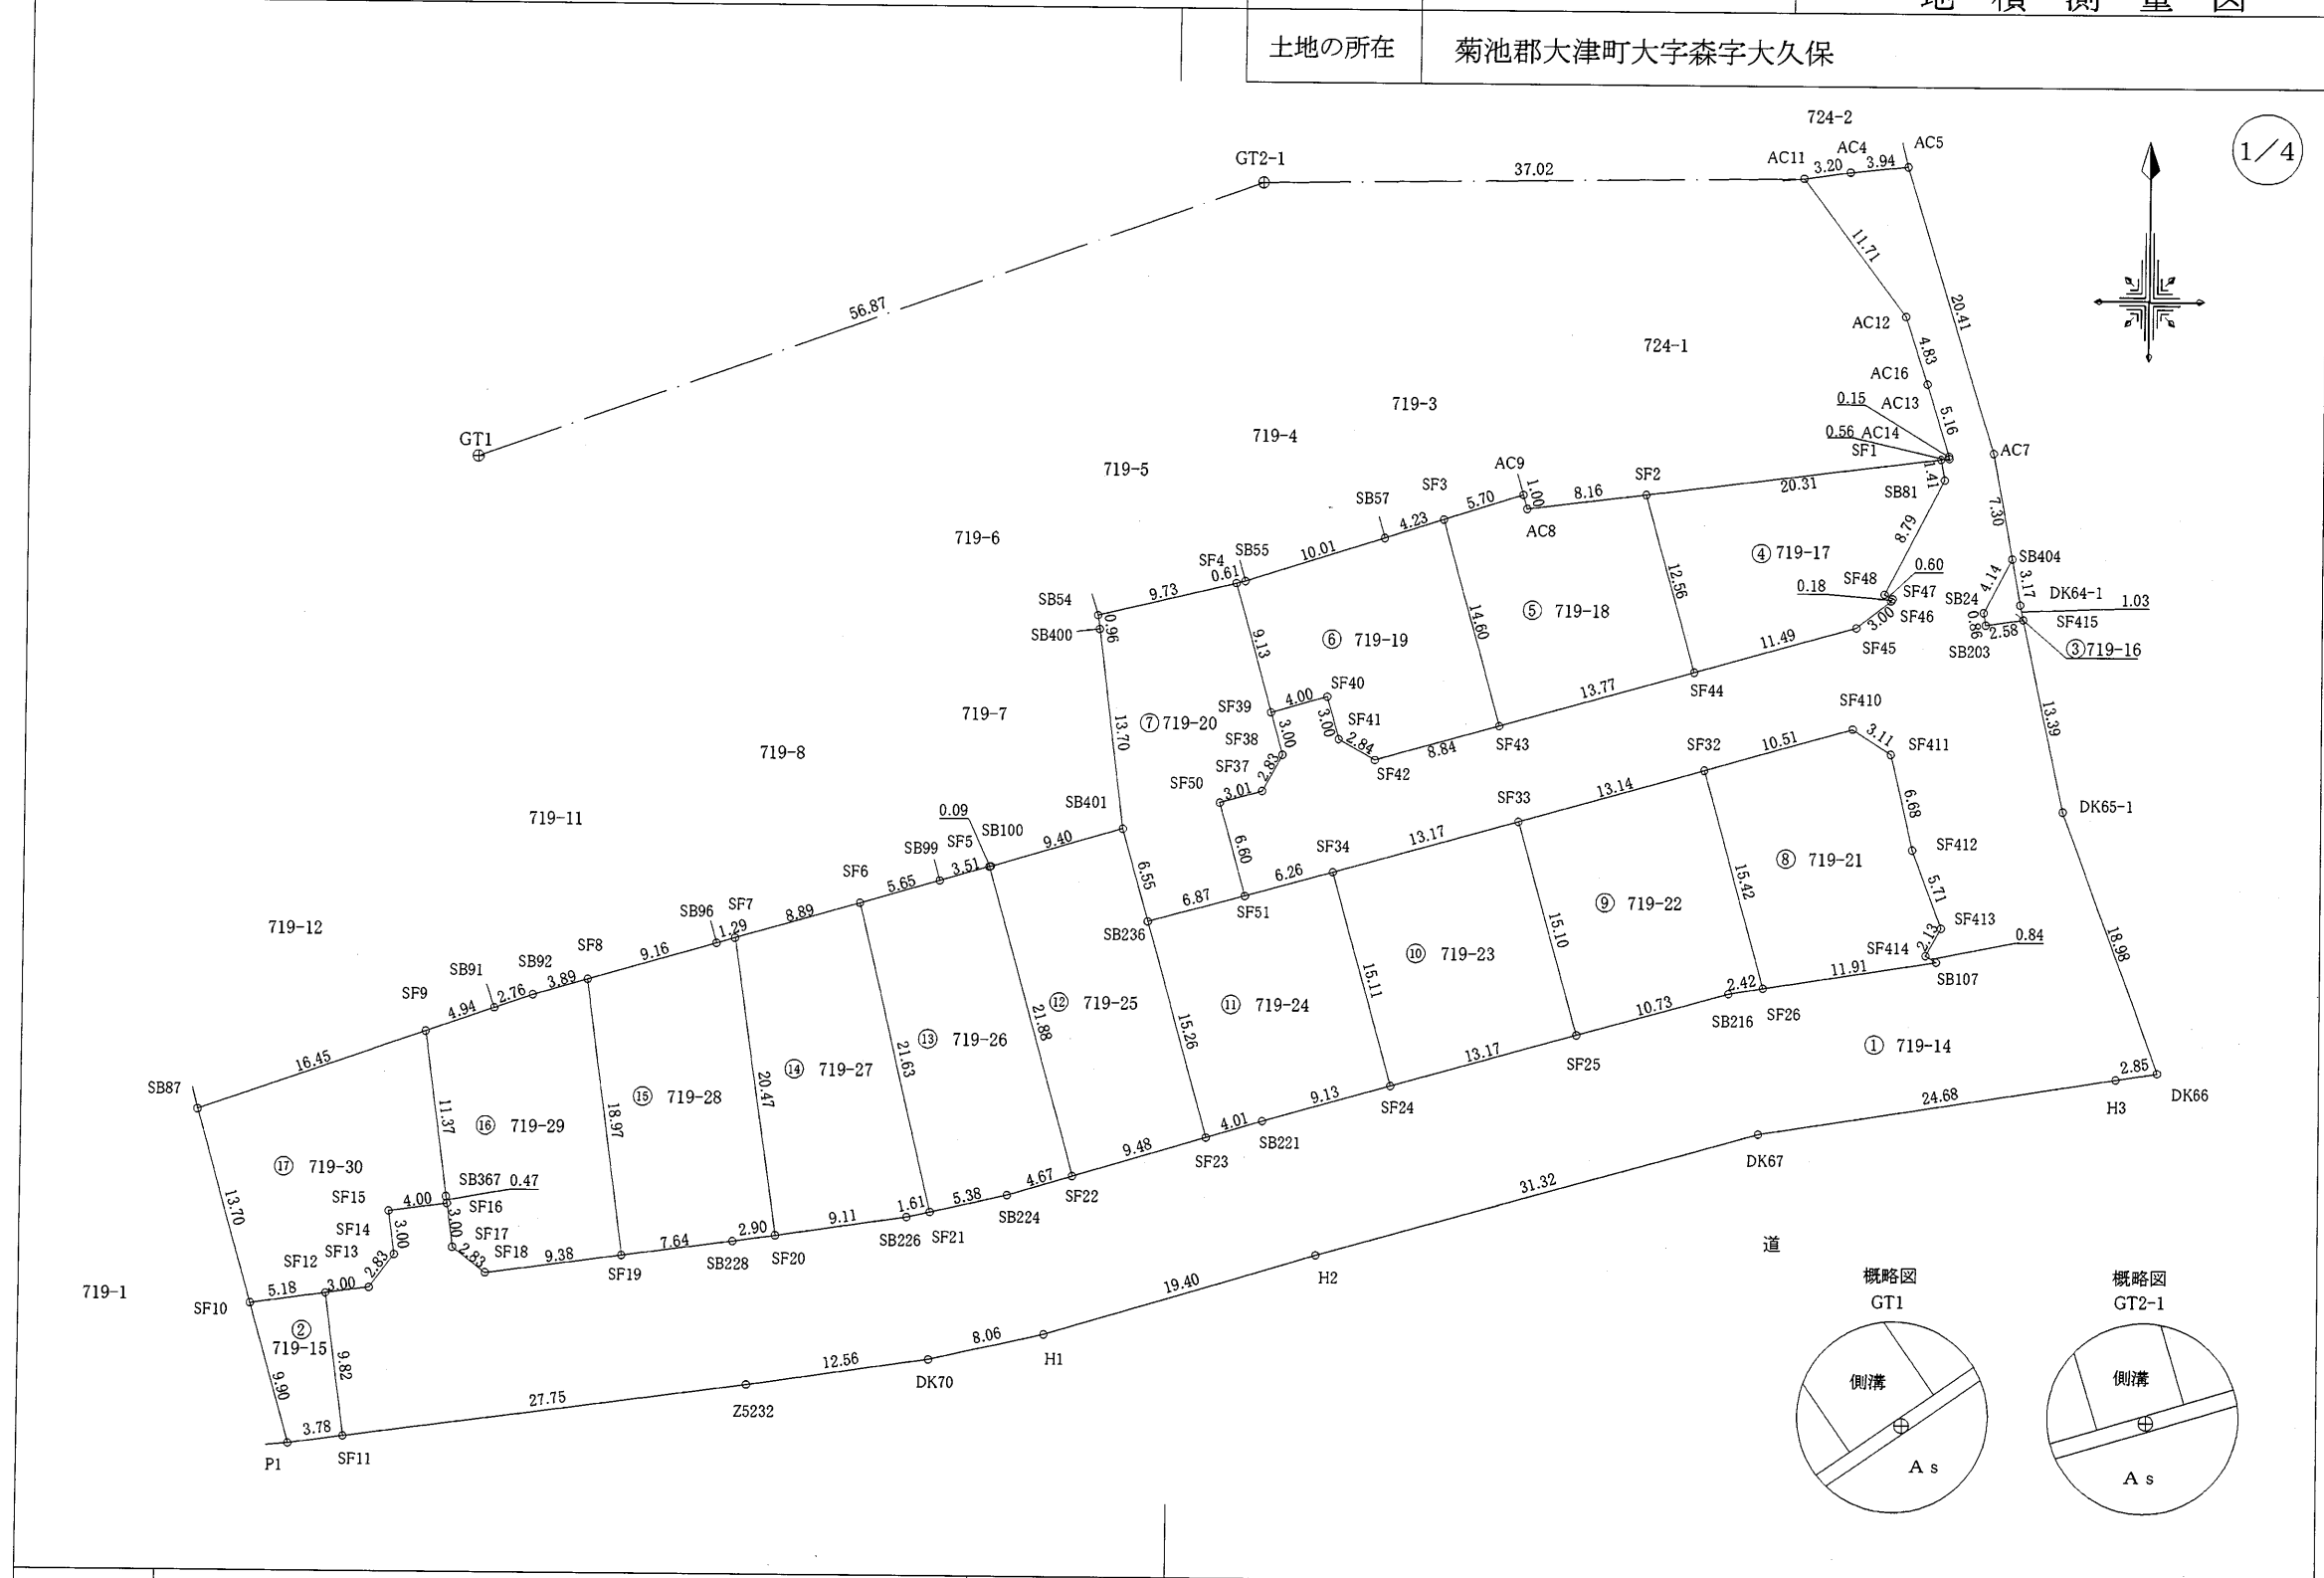 地積測量図
土地の所在 菊池郡大津町大字森字大久保
1/4
724-2
GT2-1
37.02
AC11
3.20
AC4
3.94
AC5
56.87
GT1
11.71
20.41
AC12
4.83
724-1
AC16
0.15
AC13
5.16
0.56
AC14
SF1
AC7
1.41
SB81
719-3
719-4
719-5
719-6
AC9
1.00
AC8
8.16
SF2
20.31
SF3
5.70
SB57
4.23
10.01
SB55
SF4
0.61
9.73
SB54
SB400
0.96
8.79
7.30
④ 719-17
SB404
0.60
0.18
SF48
SF47
SF46
3.00
SF45
4.14
3.17
SB24
DK64-1
1.03
0.86
2.58
SF415
SB203
③ 719-16
12.56
⑤ 719-18
14.60
⑥ 719-19
9.13
11.49
SF44
13.77
SF43
SF40
4.00
SF39
3.00
SF41
2.84
SF42
8.84
3.00
SF38
SF37
2.83
SF50
3.01
⑦ 719-20
13.70
719-7
719-8
SB401
6.60
SF410
10.51
3.11
SF411
13.39
SF32
13.14
SF33
13.17
SF34
6.26
SF51
6.87
SB236
6.55
6.68
DK65-1
SF412
5.71
⑧ 719-21
15.42
SF413
2.13
0.84
SF414
SB107
18.98
11.91
2.42
SF26
SB216
① 719-14
⑨ 719-22
15.10
10.73
SF25
⑩ 719-23
15.11
13.17
SF24
⑪ 719-24
15.26
9.13
SB221
4.01
SF23
719-11
0.09
SB100
9.40
SF5
3.51
SB99
5.65
SF6
8.89
SF7
SB96
1.29
9.16
⑫ 719-25
21.88
9.48
SF22
⑬ 719-26
21.63
4.67
SB224
5.38
SF21
1.61
SB226
⑭ 719-27
20.47
9.11
SF20
2.90
SB228
719-12
SF8
3.89
SB92
2.76
SB91
4.94
SF9
16.45
SB87
⑮ 719-28
18.97
7.64
SF19
⑯ 719-29
11.37
SB367
0.47
SF16
3.00
SF17
2.83
SF18
9.38
⑰ 719-30
13.70
4.00
SF15
3.00
SF14
SF13
2.83
SF12
3.00
5.18
SF10
719-1
②
719-15
9.82
9.90
3.78
P1
SF11
27.75
Z5232
12.56
DK70
8.06
H1
19.40
H2
31.32
DK67
24.68
H3
2.85
DK66
道
概略図
GT1
側溝
As
概略図
GT2-1
側溝
As